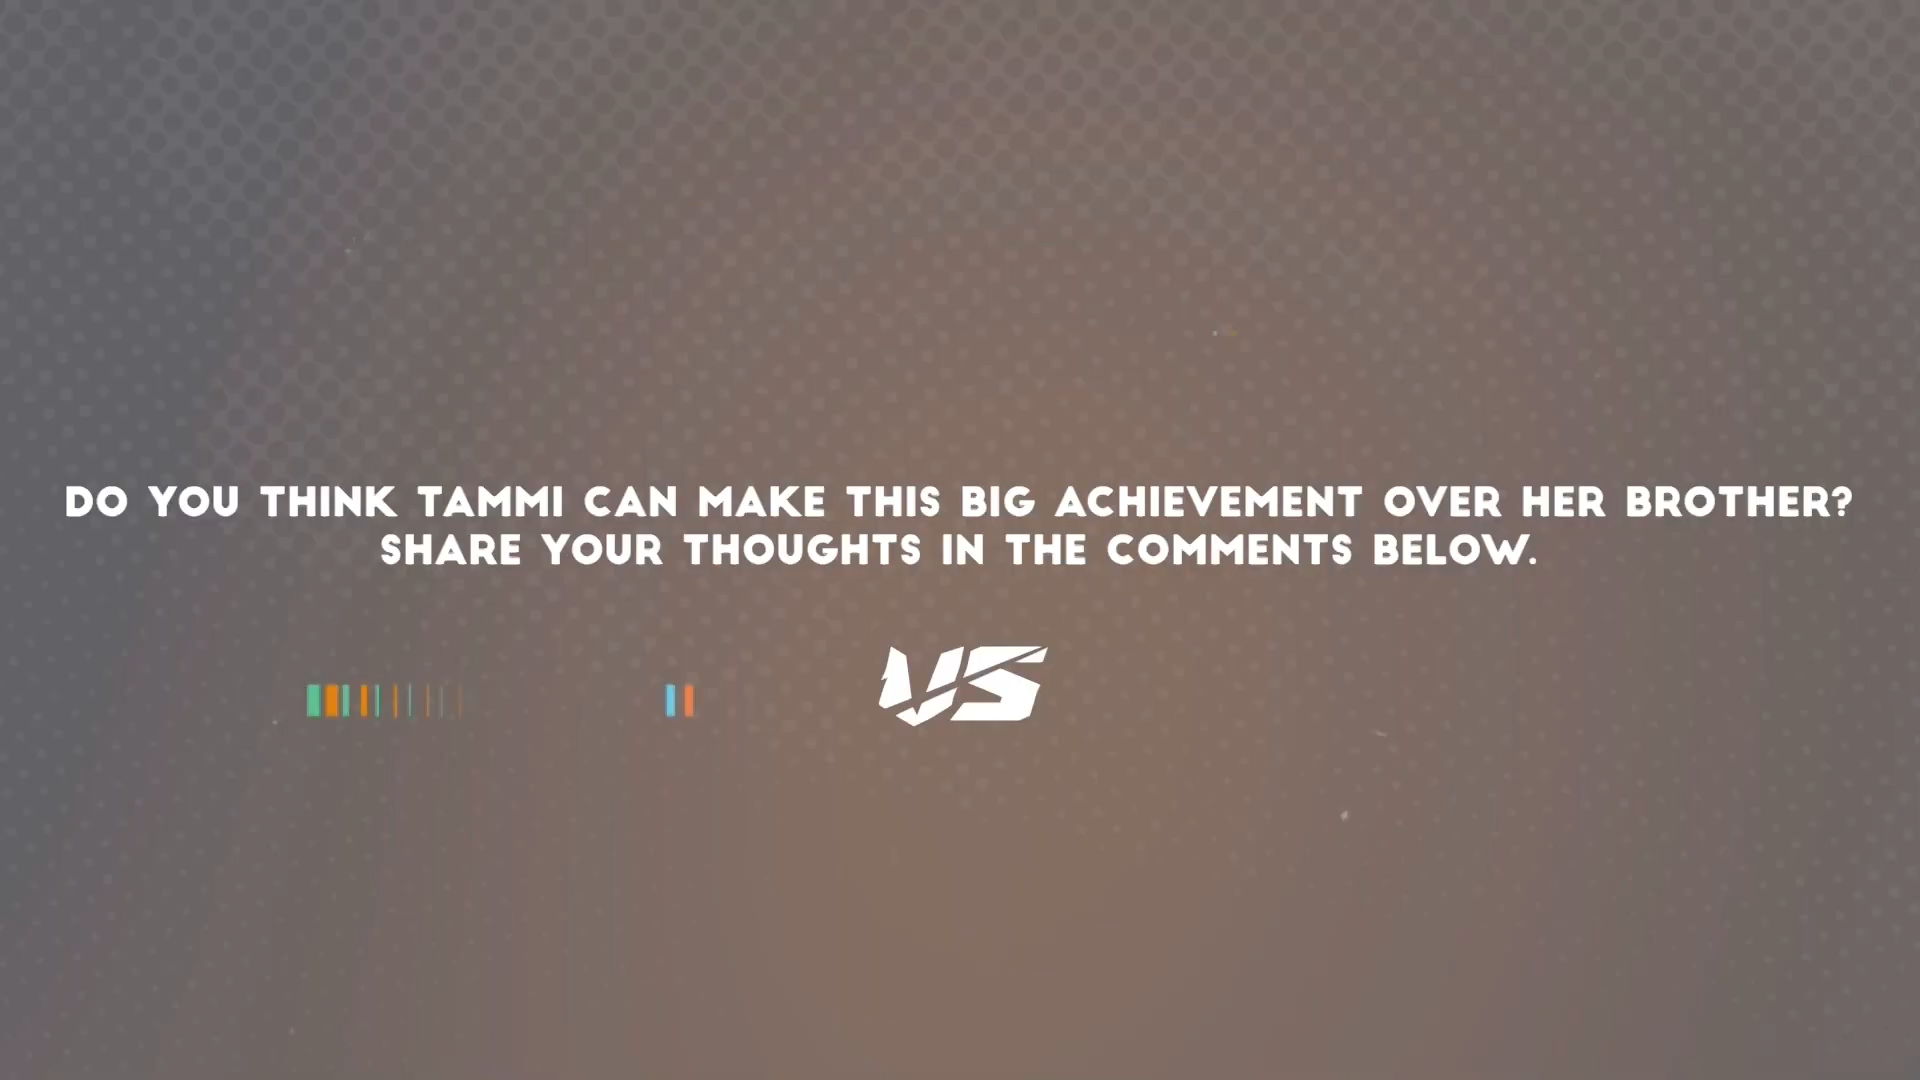 DO YOU THINK TAMMI CAN MAKE THIS BIG ACHIEVEMENT OVER HER BROTHER?
SHARE YOUR THOUGHTS IN THE COMMENTS BELOW.
VS